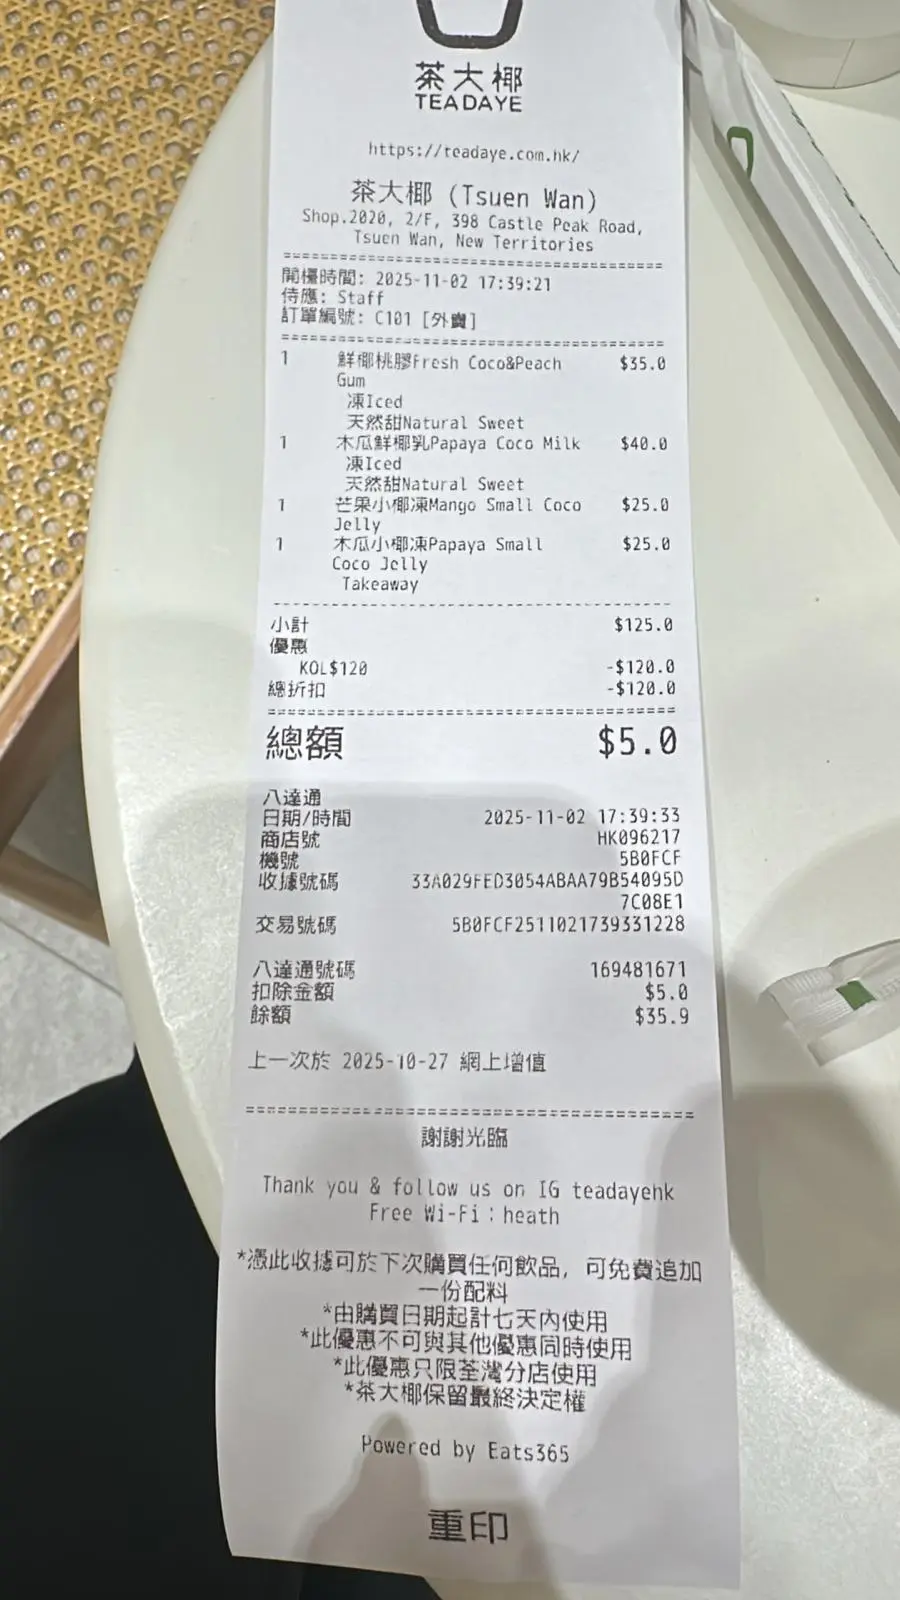 茶大椰
TEADAYE
https://teadaye.com.hk/
茶大椰 (Tsuen Wan)
Shop.2020, 2/F, 398 Castle Peak Road,
Tsuen Wan, New Territories
開檯時間: 2025-11-02 17:39:21
侍應: Staff
訂單編號: C101 [外賣]
1 鮮椰桃膠Fresh Coco&Peach $35.0
Gum
凍Iced
天然甜Natural Sweet
1 木瓜鮮椰乳Papaya Coco Milk $40.0
凍Iced
天然甜Natural Sweet
1 芒果小椰凍Mango Small Coco $25.0
Jelly
1 木瓜小椰凍Papaya Small $25.0
Coco Jelly
Takeaway
小計 $125.0
優惠
KOL$120 -$120.0
總折扣 -$120.0
總額 $5.0
八達通
日期/時間 2025-11-02 17:39:33
商店號 HK096217
機號 5B0FCF
收據號碼 33A029FED3054ABAA79B54095D
7C08E1
交易號碼 5B0FCF2511021739331228
八達通號碼 169481671
扣除金額 $5.0
餘額 $35.9
上一次於 2025-10-27 網上增值
謝謝光臨
Thank you & follow us on IG teadayehk
Free Wi-Fi：heath
*憑此收據可於下次購買任何飲品，可免費追加
一份配料
*由購買日期起計七天內使用
*此優惠不可與其他優惠同時使用
*此優惠只限荃灣分店使用
*茶大椰保留最終決定權
Powered by Eats365
重印